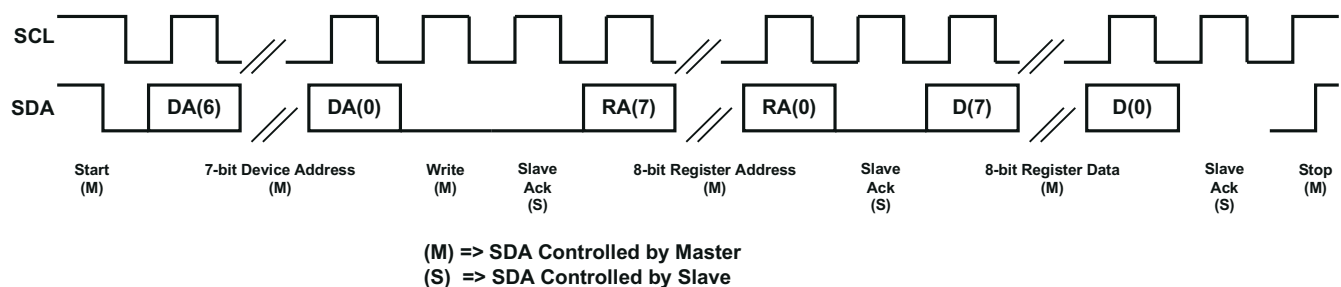 SCL
SDA
DA(6)
DA(0)
RA(7)
RA(0)
D(7)
D(0)
Start
(M)
7-bit Device Address
(M)
Write
(M)
Slave
Ack
(S)
8-bit Register Address
(M)
Slave
Ack
(S)
8-bit Register Data
(M)
Slave
Ack
(S)
Stop
(M)
(M) => SDA Controlled by Master
(S) => SDA Controlled by Slave